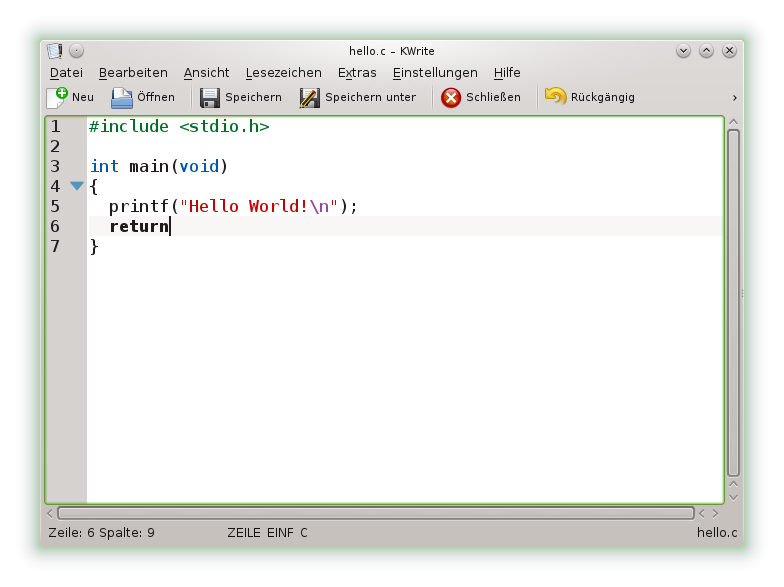 hello.c – KWrite
Datei Bearbeiten Ansicht Lesezeichen Extras Einstellungen Hilfe
Neu Öffnen Speichern Speichern unter Schließen Rückgängig
1 #include <stdio.h>
2
3 int main(void)
4 {
5   printf("Hello World!\n");
6   return
7 }
Zeile: 6 Spalte: 9 ZEILE EINF C hello.c